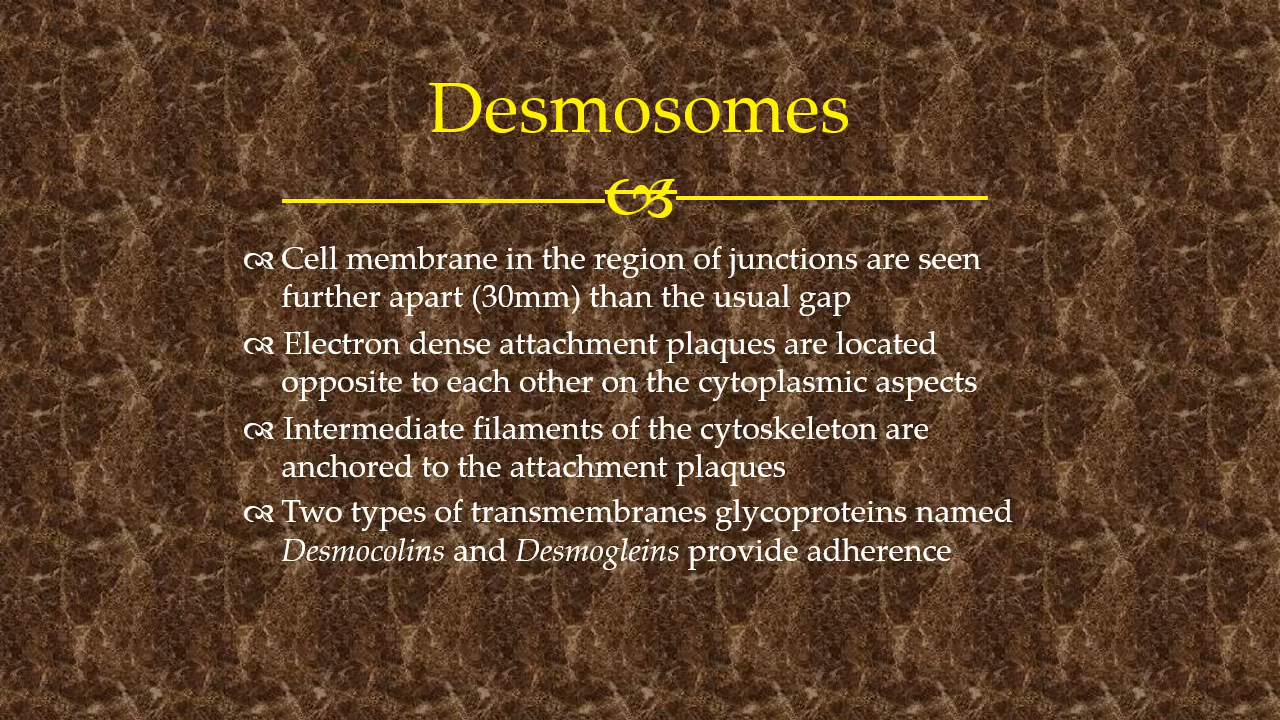 Desmosomes
Cell membrane in the region of junctions are seen
further apart (30mm) than the usual gap
Electron dense attachment plaques are located
opposite to each other on the cytoplasmic aspects
Intermediate filaments of the cytoskeleton are
anchored to the attachment plaques
Two types of transmembranes glycoproteins named
Desmocolins and Desmogleins provide adherence